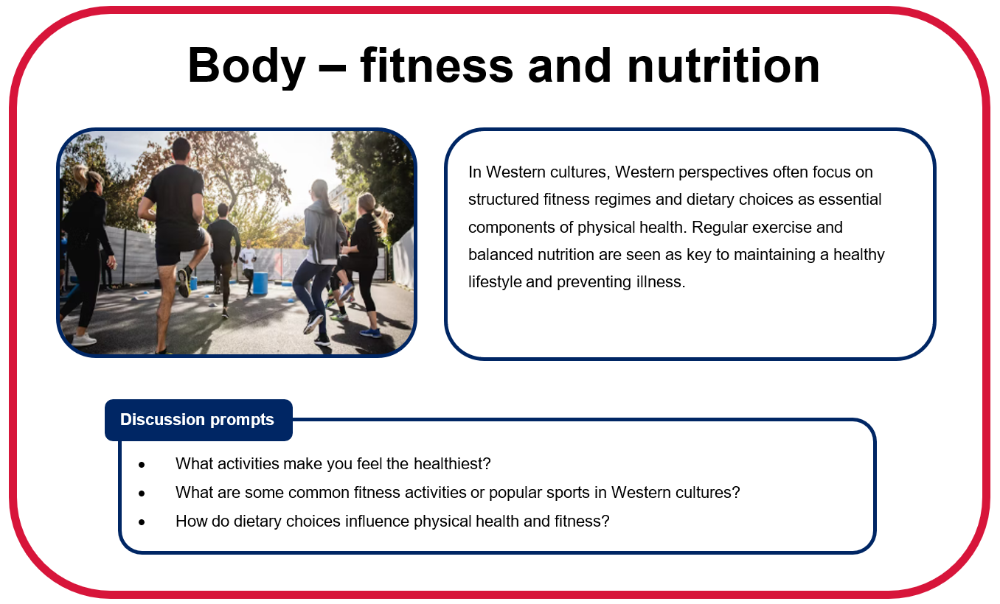 Body – fitness and nutrition
In Western cultures, Western perspectives often focus on
structured fitness regimes and dietary choices as essential
components of physical health. Regular exercise and
balanced nutrition are seen as key to maintaining a healthy
lifestyle and preventing illness.
Discussion prompts
• What activities make you feel the healthiest?
• What are some common fitness activities or popular sports in Western cultures?
• How do dietary choices influence physical health and fitness?